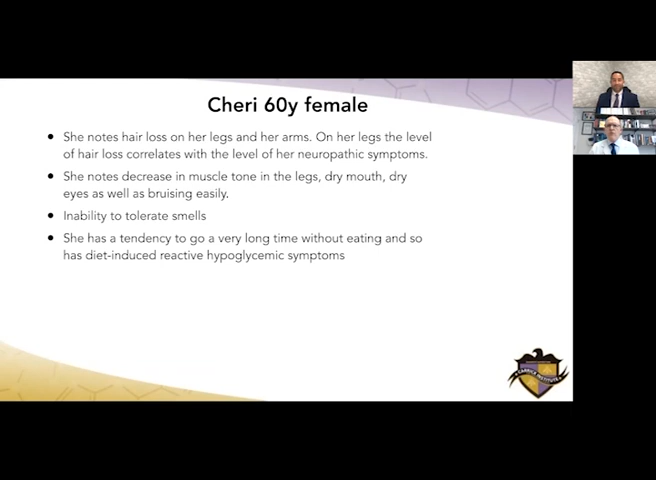 Cheri 60y female
• She notes hair loss on her legs and her arms. On her legs the level
of hair loss correlates with the level of her neuropathic symptoms.
• She notes decrease in muscle tone in the legs, dry mouth, dry
eyes as well as bruising easily.
• Inability to tolerate smells
• She has a tendency to go a very long time without eating and so
has diet-induced reactive hypoglycemic symptoms
CARRICK INSTITUTE